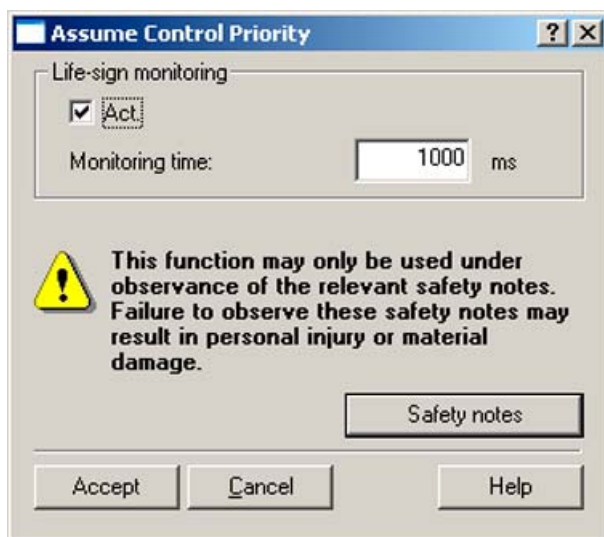 Assume Control Priority
Life-sign monitoring
Act.
Monitoring time: 1000 ms
This function may only be used under
observance of the relevant safety notes.
Failure to observe these safety notes may
result in personal injury or material
damage.
Safety notes
Accept Cancel Help